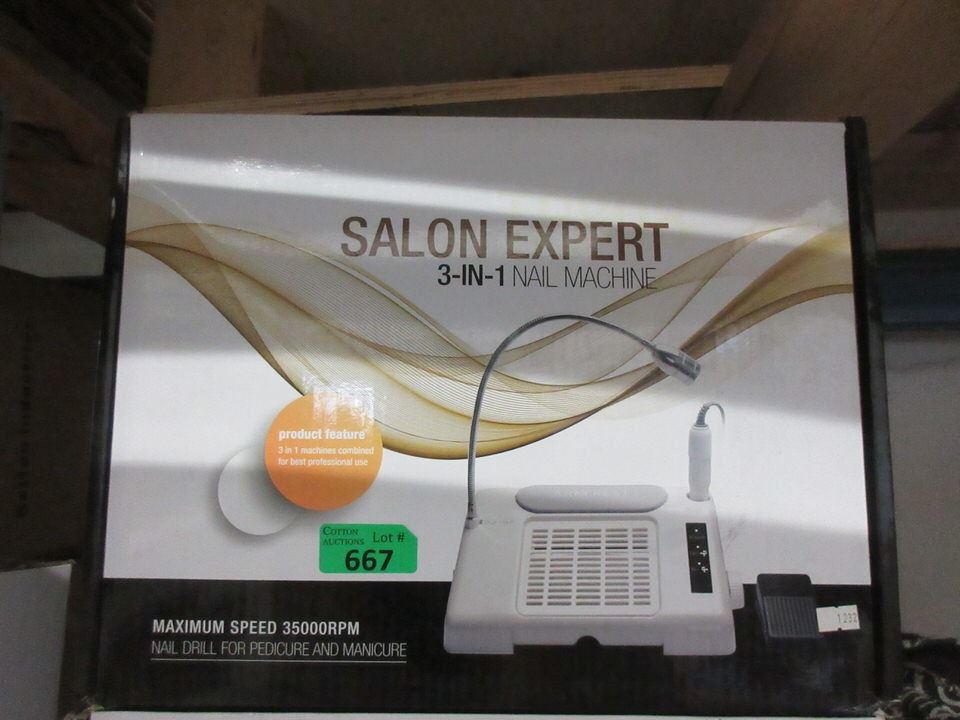 SALON EXPERT
3-IN-1 NAIL MACHINE
product feature
3 in 1 machines combined
for best professional use
COTTON
AUCTIONS Lot #
667
MAXIMUM SPEED 35000RPM
NAIL DRILL FOR PEDICURE AND MANICURE
1232